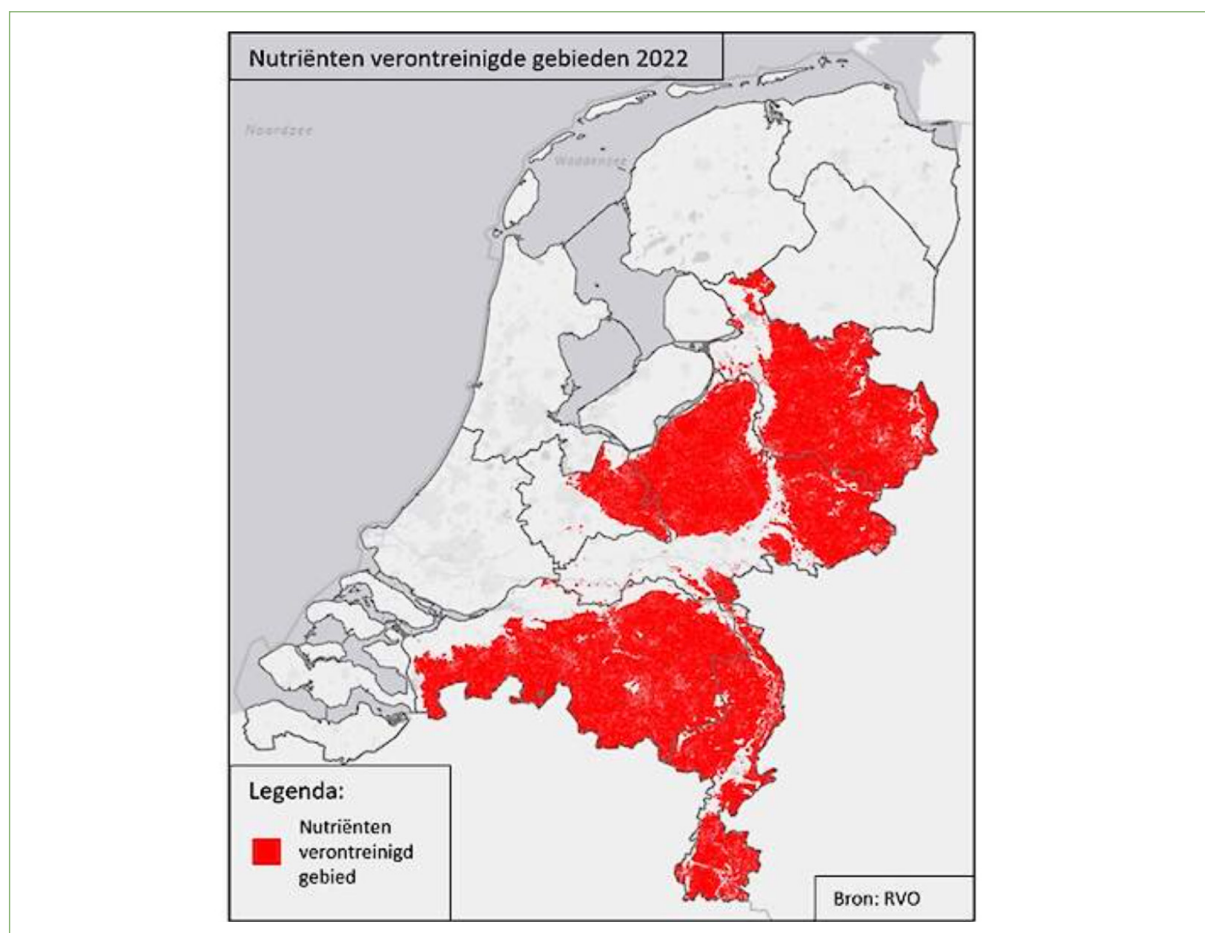 Nutriënten verontreinigde gebieden 2022
Noordzee
Waddenzee
Legenda:
Nutriënten
verontreinigd
gebied
Bron: RVO